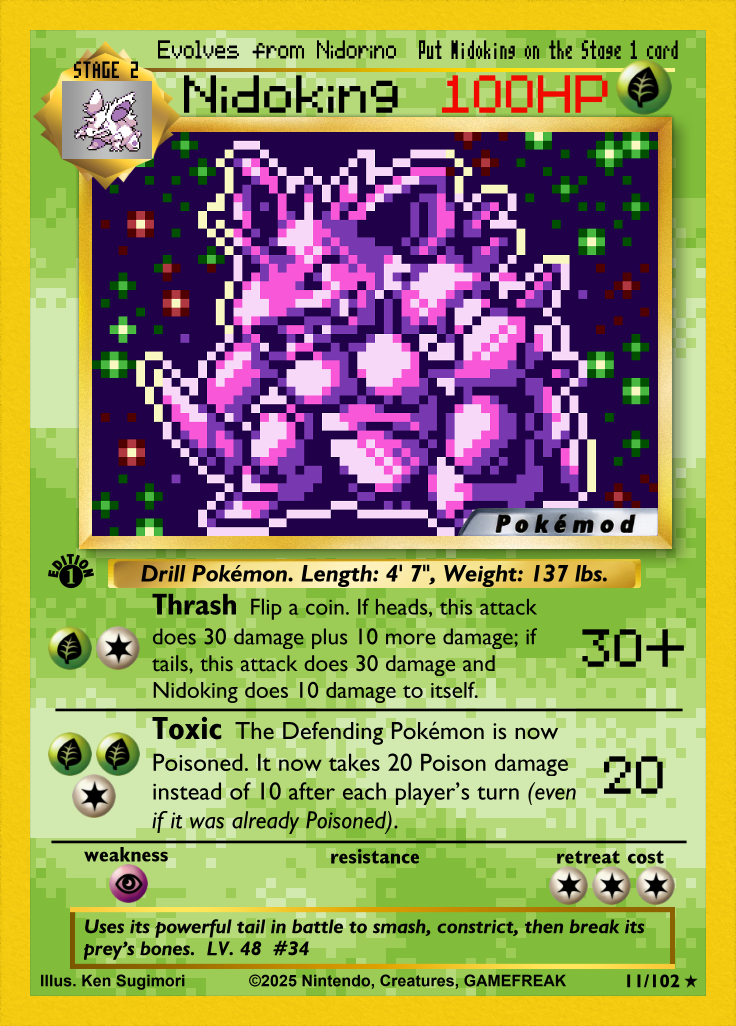 Evolves from Nidorino Put Nidoking on the Stage 1 card
STAGE 2
Nidoking 100HP
Pokémod
EDITION 1
Drill Pokémon. Length: 4' 7", Weight: 137 lbs.
Thrash Flip a coin. If heads, this attack
does 30 damage plus 10 more damage; if
tails, this attack does 30 damage and
Nidoking does 10 damage to itself.
30+
Toxic The Defending Pokémon is now
Poisoned. It now takes 20 Poison damage
instead of 10 after each player's turn (even
if it was already Poisoned).
20
weakness resistance retreat cost
Uses its powerful tail in battle to smash, constrict, then break its
prey's bones. LV. 48 #34
Illus. Ken Sugimori ©2025 Nintendo, Creatures, GAMEFREAK 11/102 ★